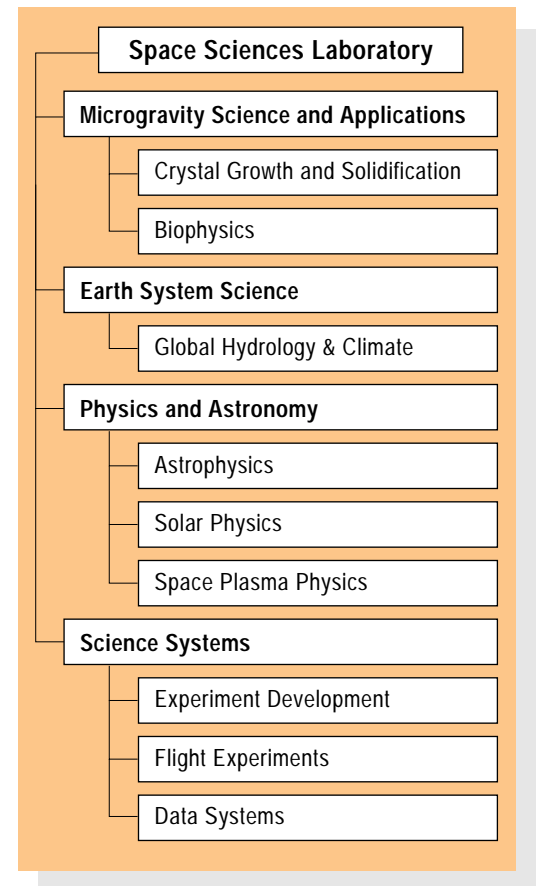 Space Sciences Laboratory
Microgravity Science and Applications
Crystal Growth and Solidification
Biophysics
Earth System Science
Global Hydrology & Climate
Physics and Astronomy
Astrophysics
Solar Physics
Space Plasma Physics
Science Systems
Experiment Development
Flight Experiments
Data Systems